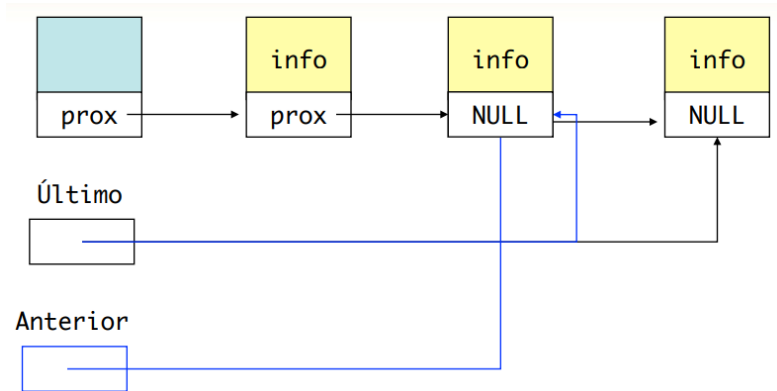 info info info
prox prox NULL NULL
Último
Anterior